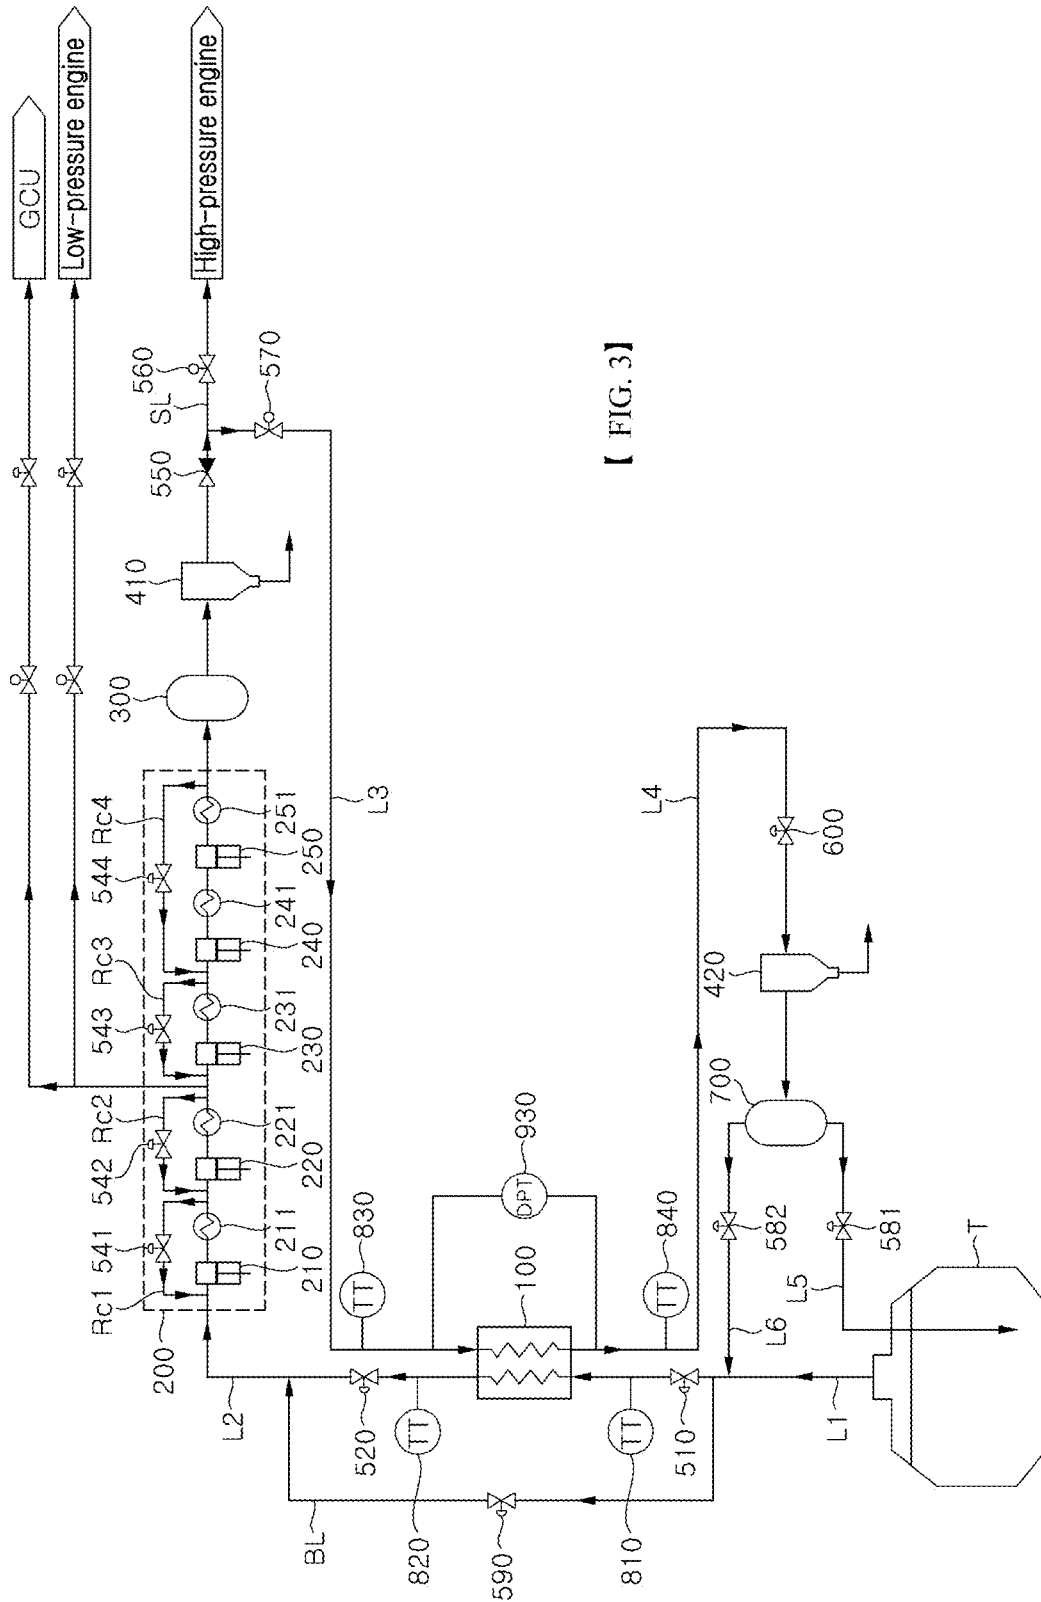 GCU
Low-pressure engine
High-pressure engine
SL
560
570
550
410
300
【 FIG. 3】
L3
L4
600
420
700
Rc4
544
Rc3
543
Rc2
542
541
Rc1
200
251
250
241
240
231
230
221
220
211
210
930
DPT
830
TT
100
840
TT
582
581
T
L5
L6
L2
520
TT
820
TT
810
510
L1
BL
590